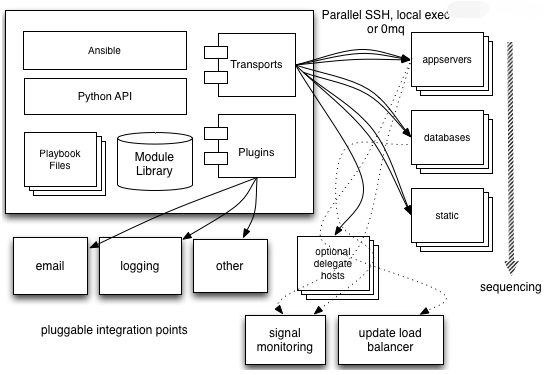 Parallel SSH, local exec
or 0mq
Ansible
Transports
appservers
Python API
Playbook
Files
Module
Library
Plugins
databases
static
email
logging
other
optional
delegate
hosts
sequencing
pluggable integration points
signal
monitoring
update load
balancer